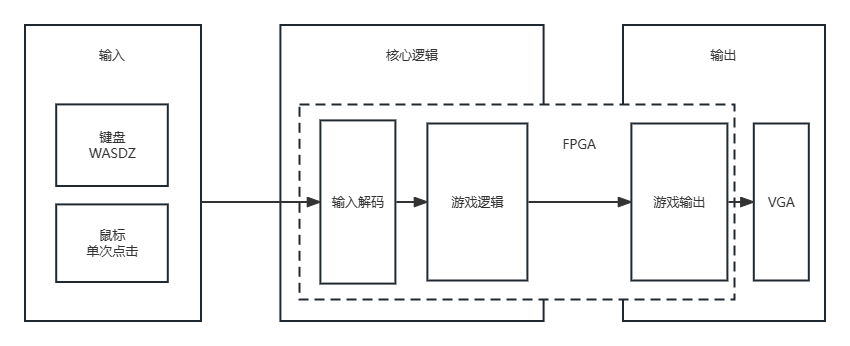 输入
核心逻辑
输出
键盘
WASDZ
鼠标
单次点击
输入解码
游戏逻辑
FPGA
游戏输出
VGA